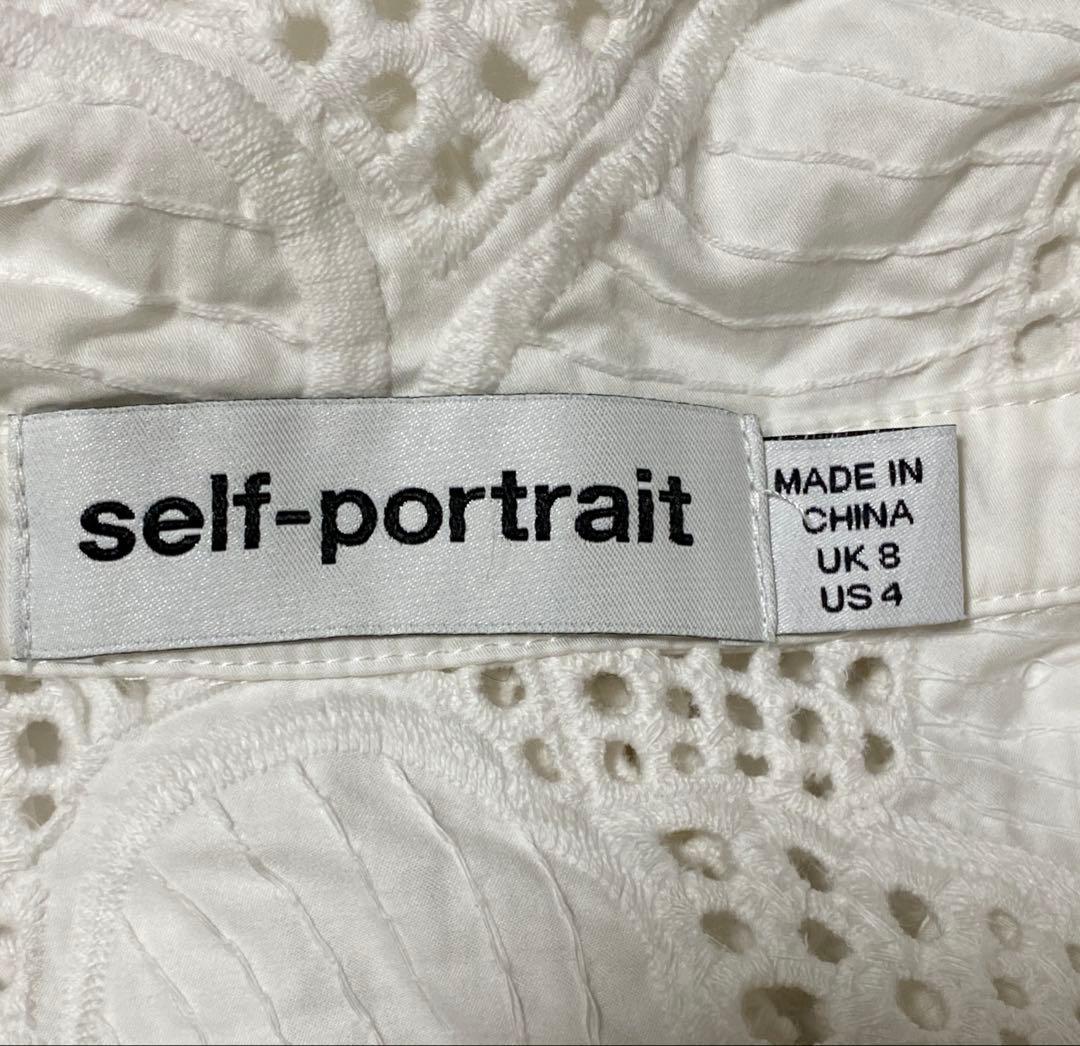 self-portrait
MADE IN
CHINA
UK 8
US 4